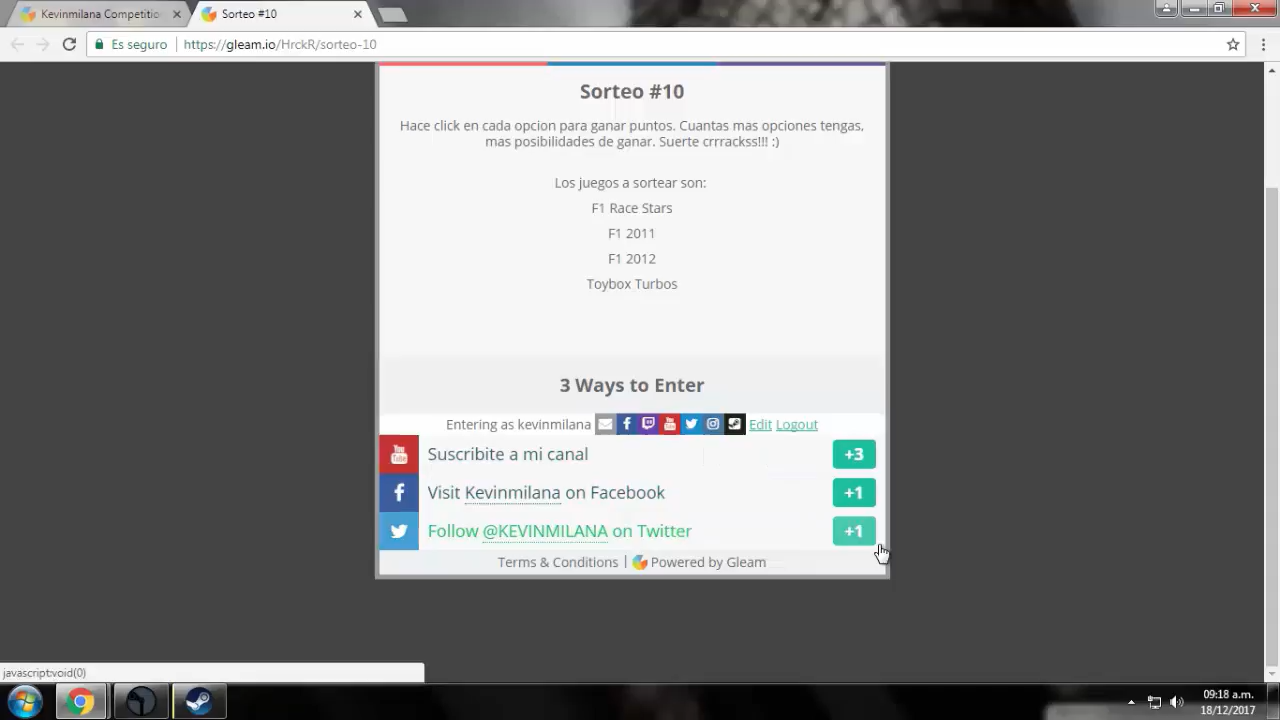 Kevinmilana Competitio
Sorteo #10
Es seguro
https://gleam.io/HrckR/sorteo-10
Sorteo #10
Hace click en cada opcion para ganar puntos. Cuantas mas opciones tengas,
mas posibilidades de ganar. Suerte crrrackss!!! :)
Los juegos a sortear son:
F1 Race Stars
F1 2011
F1 2012
Toybox Turbos
3 Ways to Enter
Entering as kevinmilana Edit Logout
You Tube Suscribite a mi canal +3
Visit Kevinmilana on Facebook +1
Follow @KEVINMILANA on Twitter +1
Terms & Conditions | Powered by Gleam
javascript:void(0)
09:18 a.m.
18/12/2017